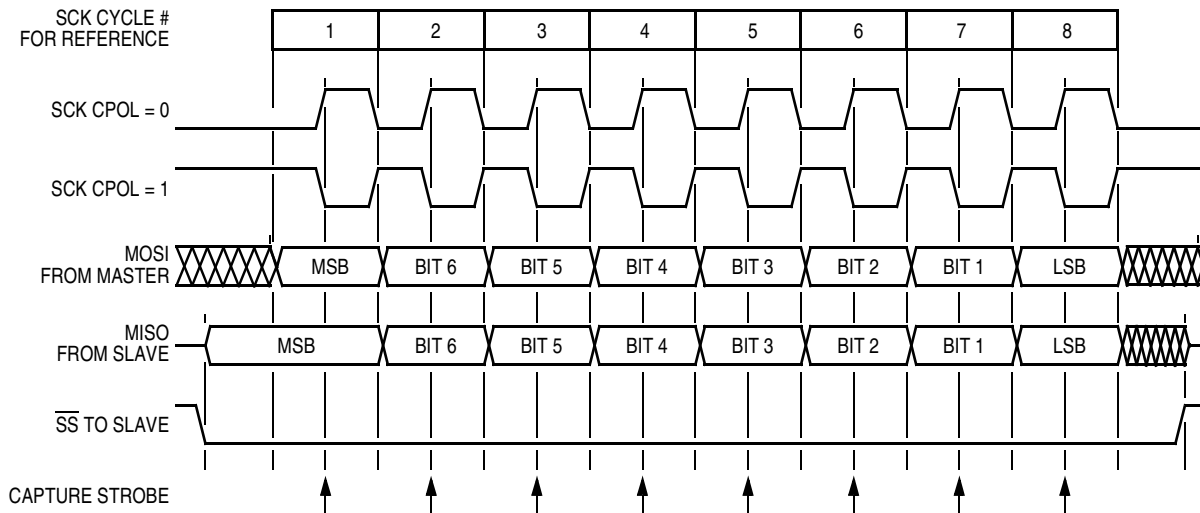 SCK CYCLE #
FOR REFERENCE
1 2 3 4 5 6 7 8
SCK CPOL = 0
SCK CPOL = 1
MOSI
FROM MASTER
MSB BIT 6 BIT 5 BIT 4 BIT 3 BIT 2 BIT 1 LSB
MISO
FROM SLAVE
MSB BIT 6 BIT 5 BIT 4 BIT 3 BIT 2 BIT 1 LSB
SS TO SLAVE
CAPTURE STROBE